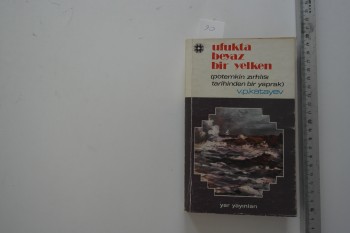 ufukta
beyaz
bir yelken
(potemkin zırhlısı
tarihinden bir yaprak)
v.p.katayev
yar yayınları